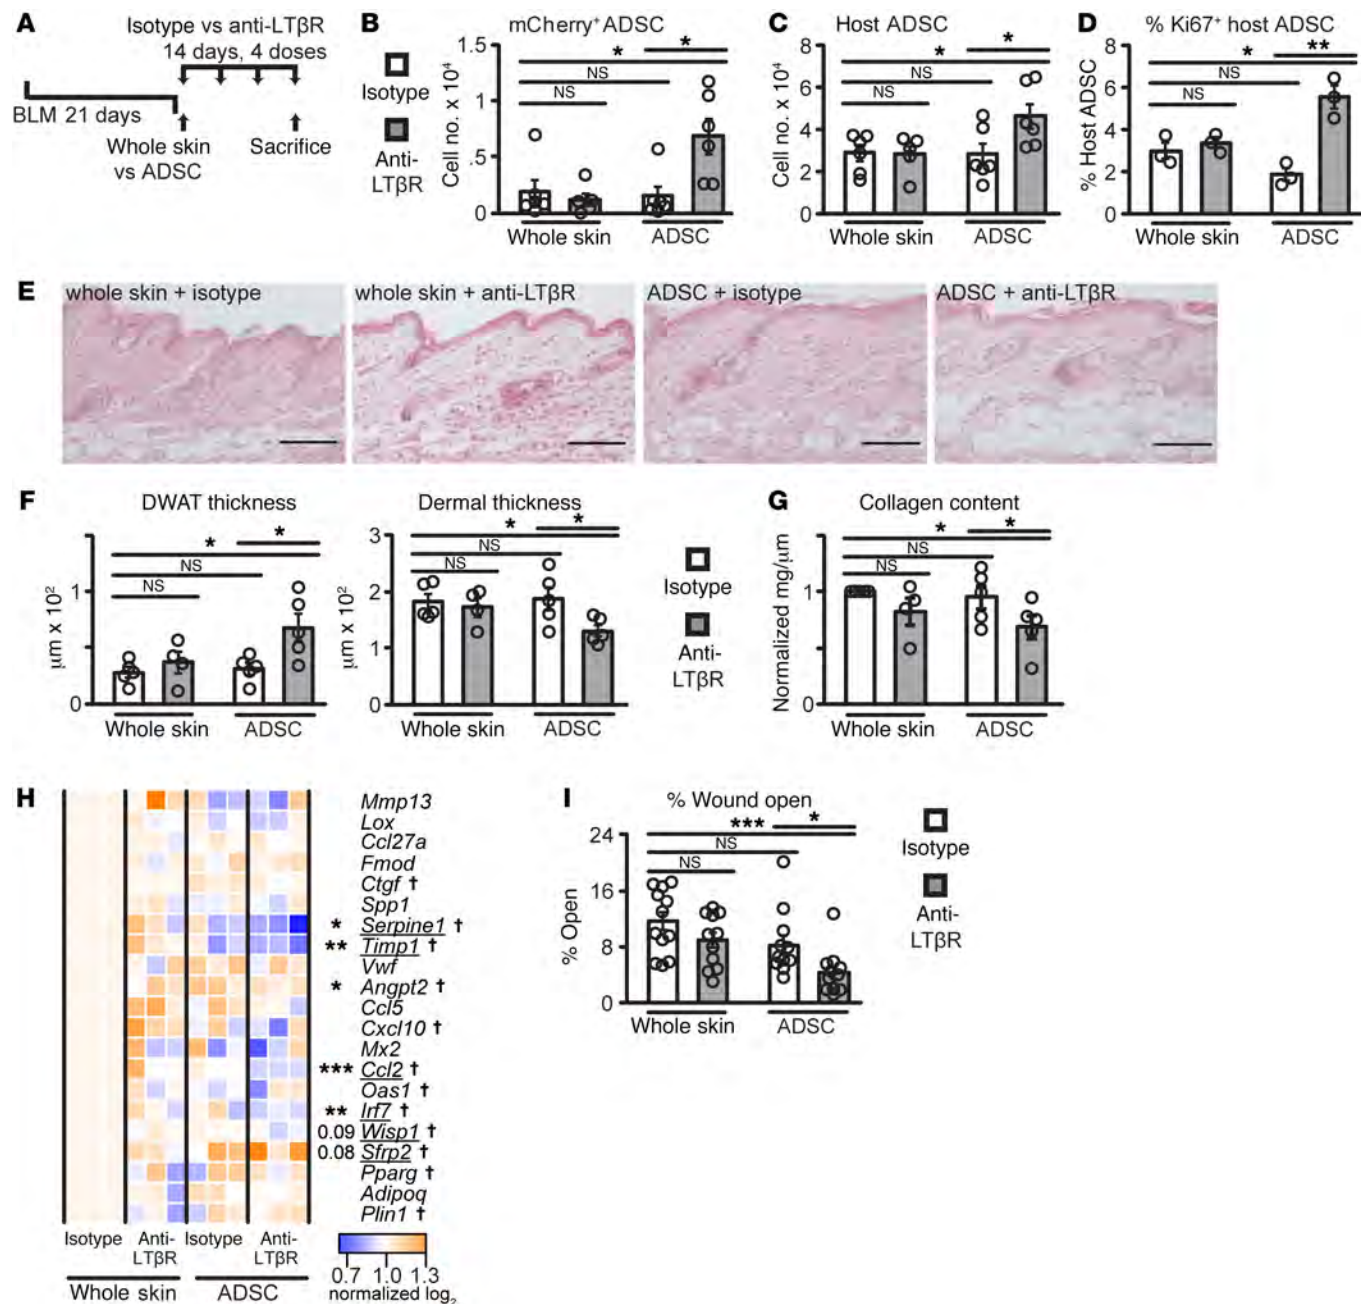 A
Isotype vs anti-LTβR
14 days, 4 doses
BLM 21 days
Whole skin
vs ADSC
Sacrifice
Isotype
Anti-
LTβR
B
mCherry⁺ ADSC
*
*
NS
NS
Cell no. x 10⁴
1.5
1
.5
0
Whole skin
ADSC
C
Host ADSC
*
*
NS
NS
Cell no. x 10⁴
8
6
4
2
0
Whole skin
ADSC
D
% Ki67⁺ host ADSC
*
**
NS
NS
% Host ADSC
8
6
4
2
0
Whole skin
ADSC
E
whole skin + isotype
whole skin + anti-LTβR
ADSC + isotype
ADSC + anti-LTβR
F
DWAT thickness
*
*
NS
NS
μm x 10²
1
0
Whole skin
ADSC
Dermal thickness
*
*
NS
NS
μm x 10²
3
2
1
0
Whole skin
ADSC
Isotype
Anti-
LTβR
G
Collagen content
*
*
NS
NS
Normalized mg/μm
1
0
Whole skin
ADSC
H
Mmp13
Lox
Ccl27a
Fmod
Ctgf †
Spp1
* Serpine1 †
** Timp1 †
Vwf
* Angpt2 †
Ccl5
Cxcl10 †
Mx2
*** Ccl2 †
Oas1 †
** Irf7 †
0.09 Wisp1 †
0.08 Sfrp2 †
Pparg †
Adipoq
Plin1 †
Isotype
Anti-
LTβR
Isotype
Anti-
LTβR
Whole skin
ADSC
0.7 1.0 1.3
normalized log₂
I
% Wound open
***
*
NS
NS
% Open
24
16
8
0
Whole skin
ADSC
Isotype
Anti-
LTβR